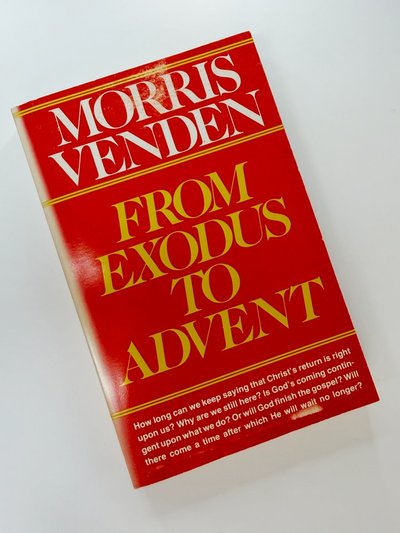 MORRIS
VENDEN
FROM
EXODUS
TO
ADVENT
How long can we keep saying that Christ's return is right
upon us? Why are we still here? Is God's coming contin-
gent upon what we do? Or will God finish the gospel? Will
there come a time after which He will wait no longer?